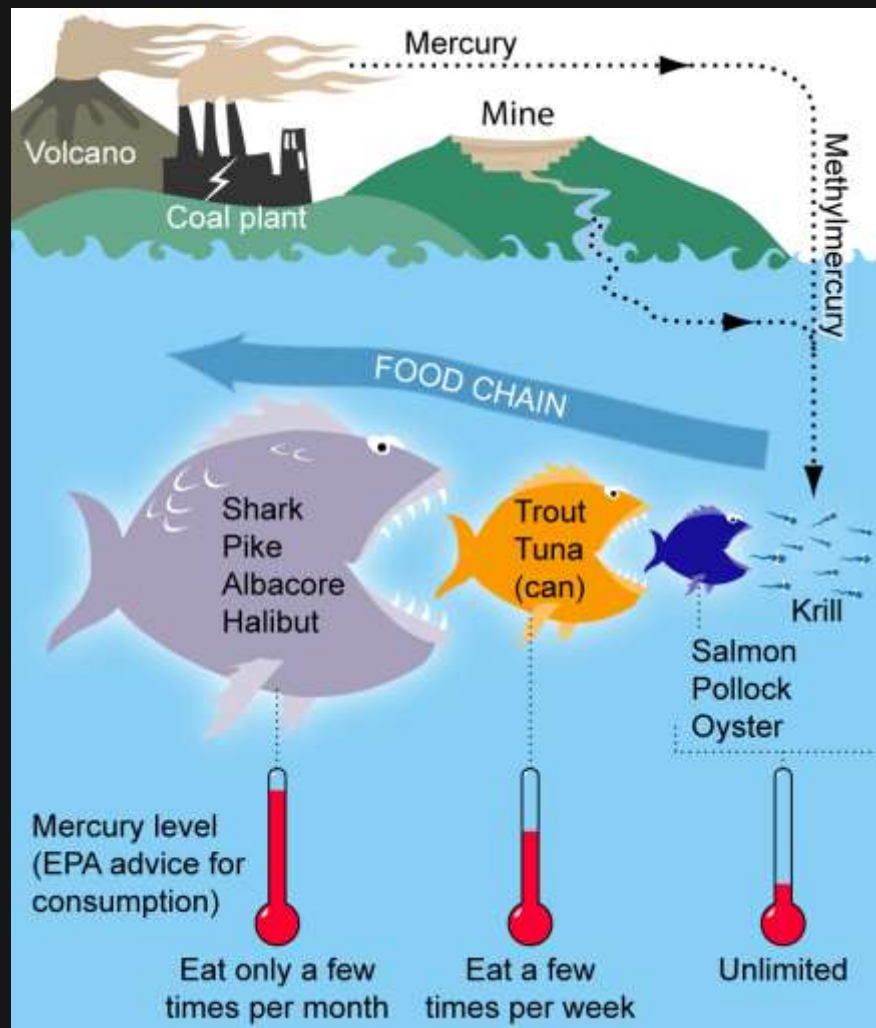 Mercury
Mine
Volcano
Coal plant
Methylmercury
FOOD CHAIN
Shark
Pike
Albacore
Halibut
Trout
Tuna
(can)
Krill
Salmon
Pollock
Oyster
Mercury level
(EPA advice for
consumption)
Eat only a few
times per month
Eat a few
times per week
Unlimited